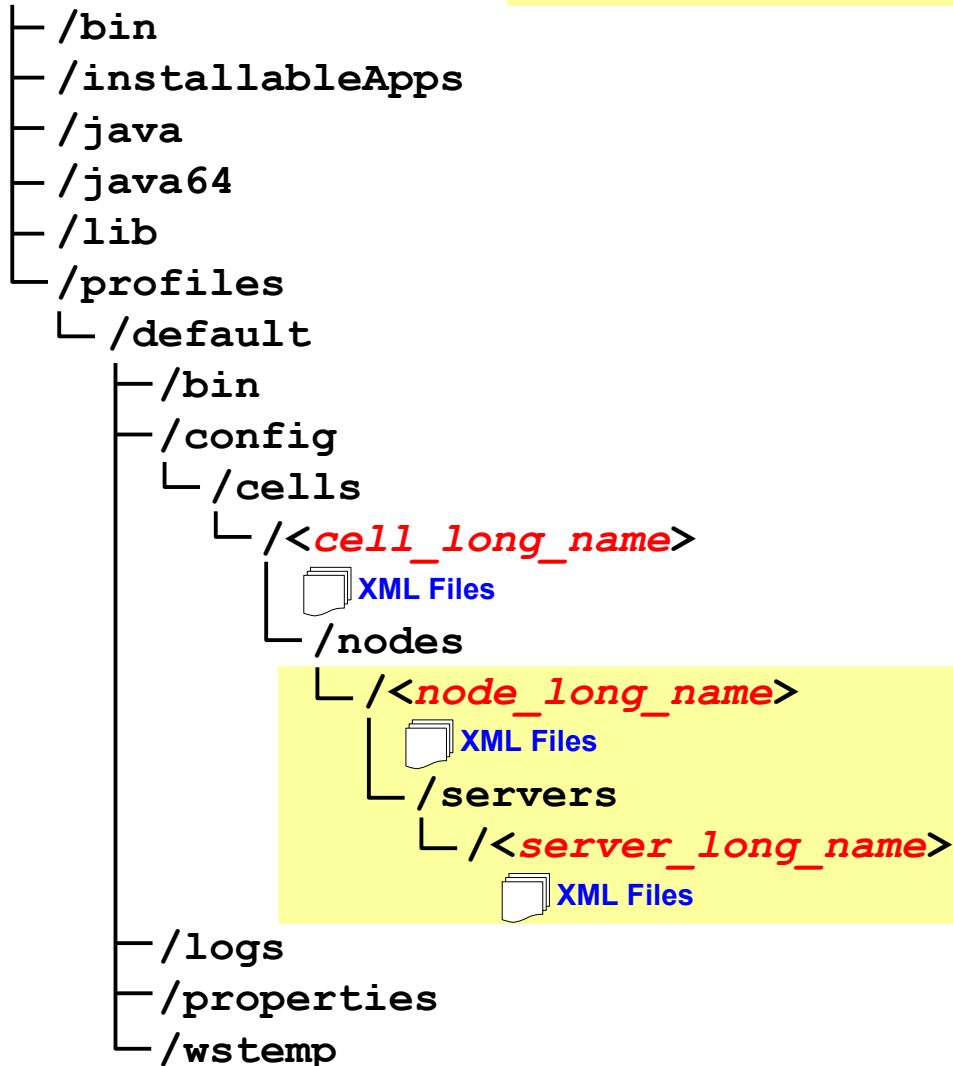 /bin
/installableApps
/java
/java64
/lib
/profiles
/default
/bin
/config
/cells
/<cell_long_name>
XML Files
/nodes
/<node_long_name>
XML Files
/servers
/<server_long_name>
XML Files
/logs
/properties
/wstemp